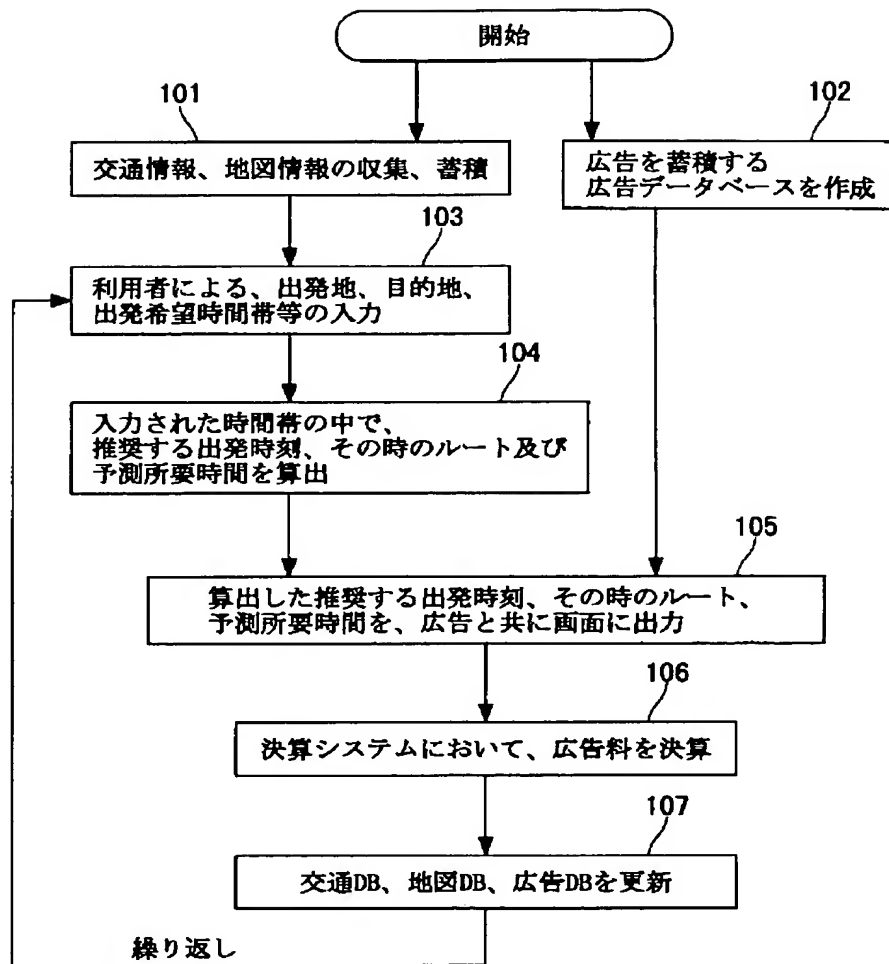 開始
101
交通情報、地図情報の収集、蓄積
102
広告を蓄積する
広告データベースを作成
103
利用者による、出発地、目的地、
出発希望時間帯等の入力
104
入力された時間帯の中で、
推奨する出発時刻、その時のルート及び
予測所要時間を算出
105
算出した推奨する出発時刻、その時のルート、
予測所要時間を、広告と共に画面に出力
106
決算システムにおいて、広告料を決算
107
交通DB、地図DB、広告DBを更新
繰り返し